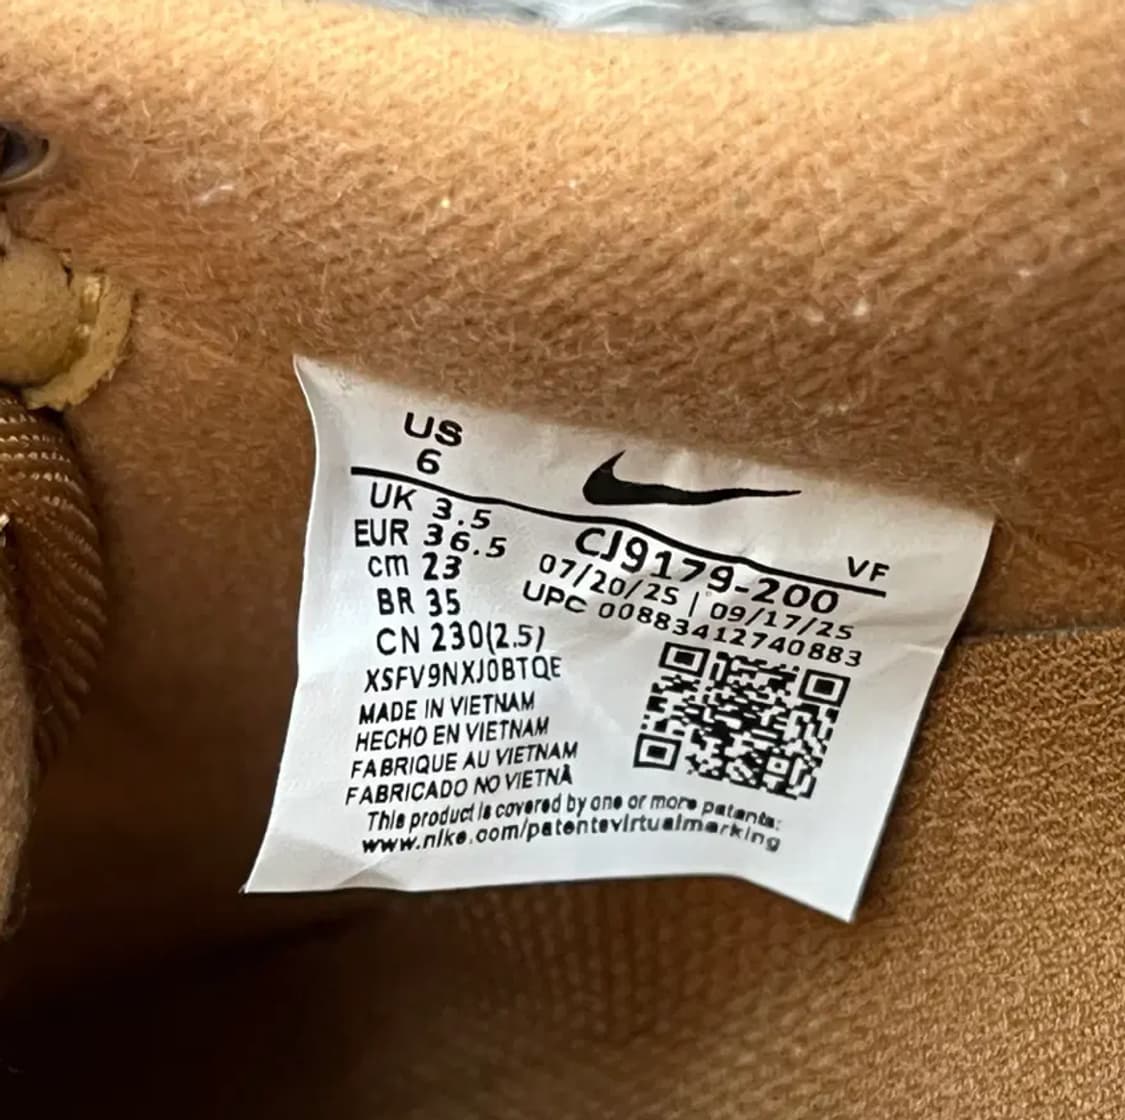 US
6
UK 3.5
EUR 36.5
cm 23
BR 35
CN 230(2.5)
XSFV9NXJ0BTQE
MADE IN VIETNAM
HECHO EN VIETNAM
FABRIQUE AU VIETNAM
FABRICADO NO VIETNÃ
VF
CJ9179-200
07/20/25 | 09/17/25
UPC 00883412740883
This product is covered by one or more patents:
www.nike.com/patentevirtualmarking